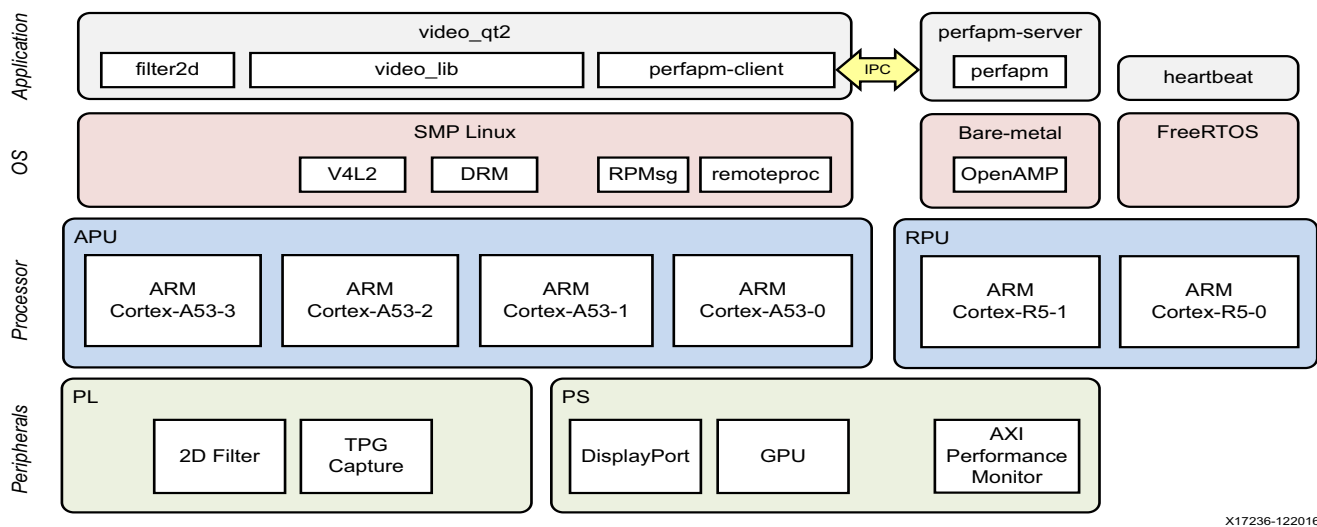 Application
video_qt2
filter2d
video_lib
perfapm-client
IPC
perfapm-server
perfapm
heartbeat
OS
SMP Linux
V4L2
DRM
RPMsg
remoteproc
Bare-metal
OpenAMP
FreeRTOS
Processor
APU
ARM
Cortex-A53-3
ARM
Cortex-A53-2
ARM
Cortex-A53-1
ARM
Cortex-A53-0
RPU
ARM
Cortex-R5-1
ARM
Cortex-R5-0
Peripherals
PL
2D Filter
TPG
Capture
PS
DisplayPort
GPU
AXI
Performance
Monitor
X17236-122016